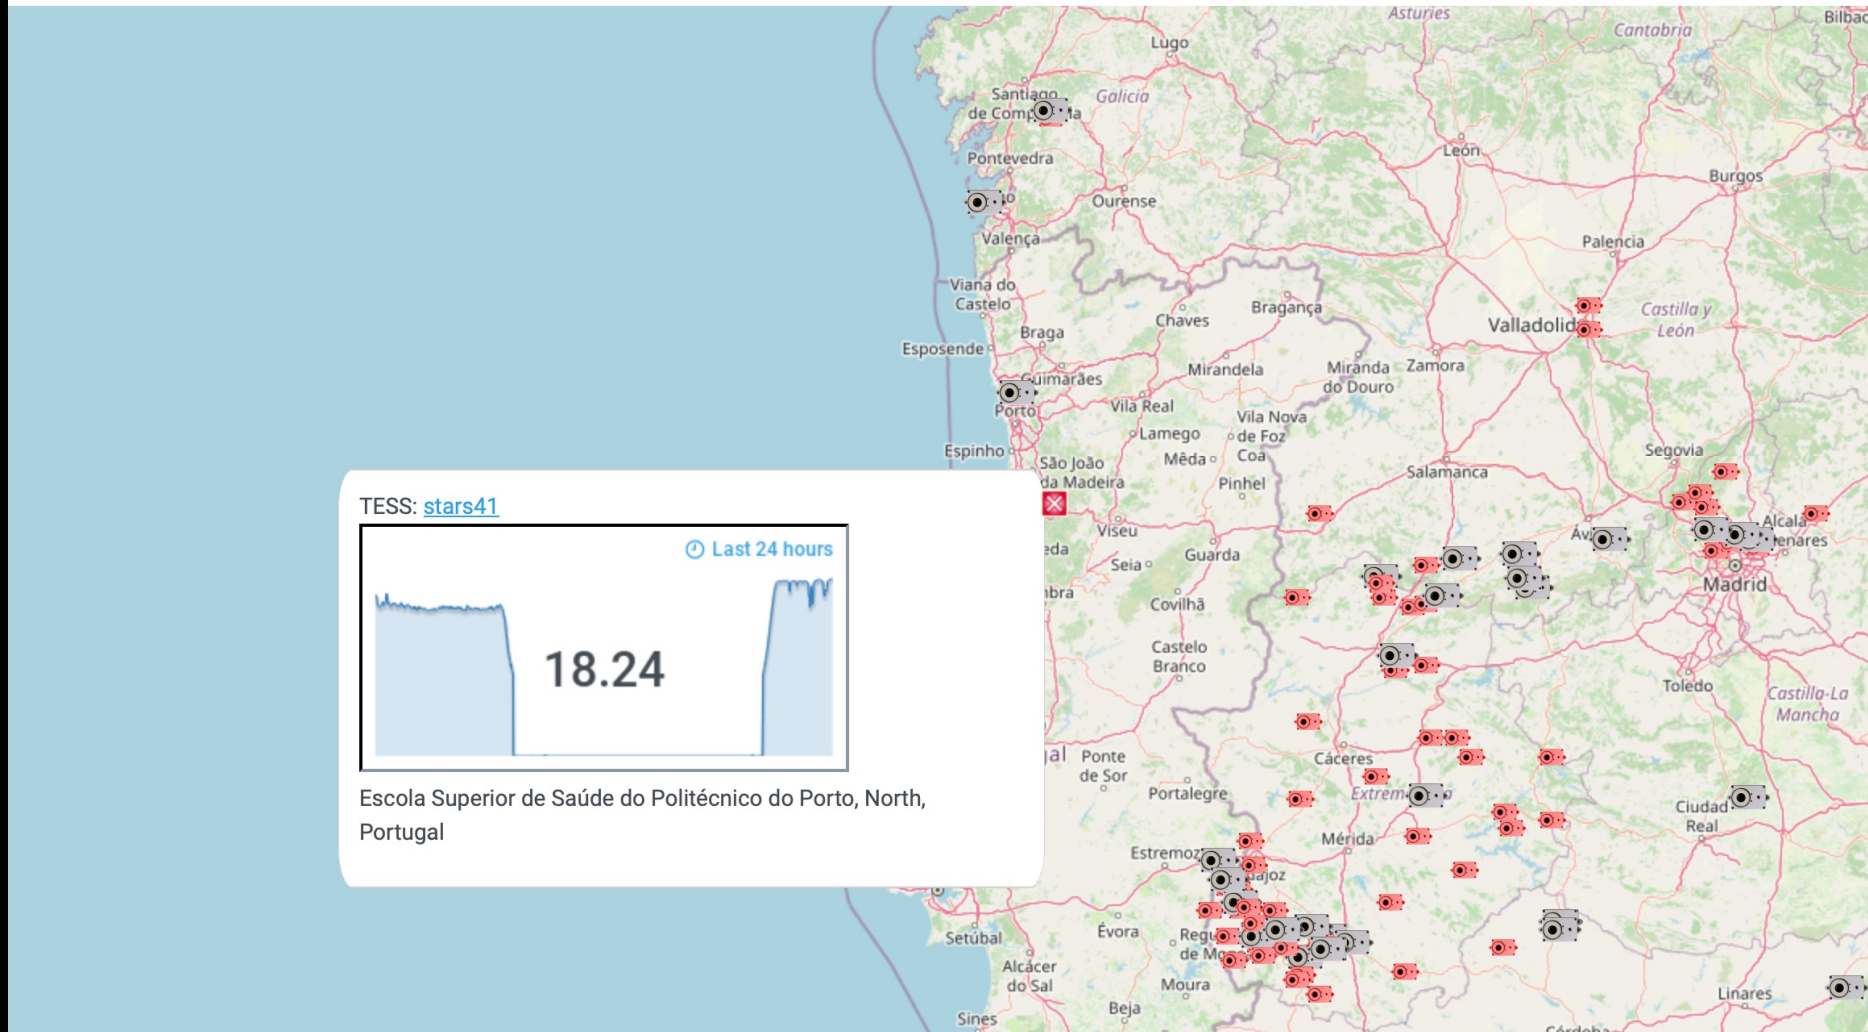 Asturies
Cantabria
Lugo
Santiago
Galicia
Pontevedra
León
Burgos
Ourense
Valença
Palencia
Viana do
Castelo
Bragança
Castilla y
León
Chaves
Braga
Valladolid
Esposende
Guimarães
Mirandela
Miranda
do Douro
Zamora
Porto
Vila Real
Vila Nova
de Foz
Coa
Lamego
Espinho
Mêda
São João
da Madeira
Pinhel
Salamanca
Segovia
TESS: stars41
Last 24 hours
18.24
Escola Superior de Saúde do Politécnico do Porto, North,
Portugal
Viseu
Guarda
Seia
Covilhã
Castelo
Branco
Alcalá
Madrid
Toledo
Castilla-La
Mancha
Ponte
de Sor
Portalegre
Cáceres
Ciudad
Real
Mérida
Estremoz
Évora
Setúbal
Alcácer
do Sal
Moura
Beja
Sines
Linares